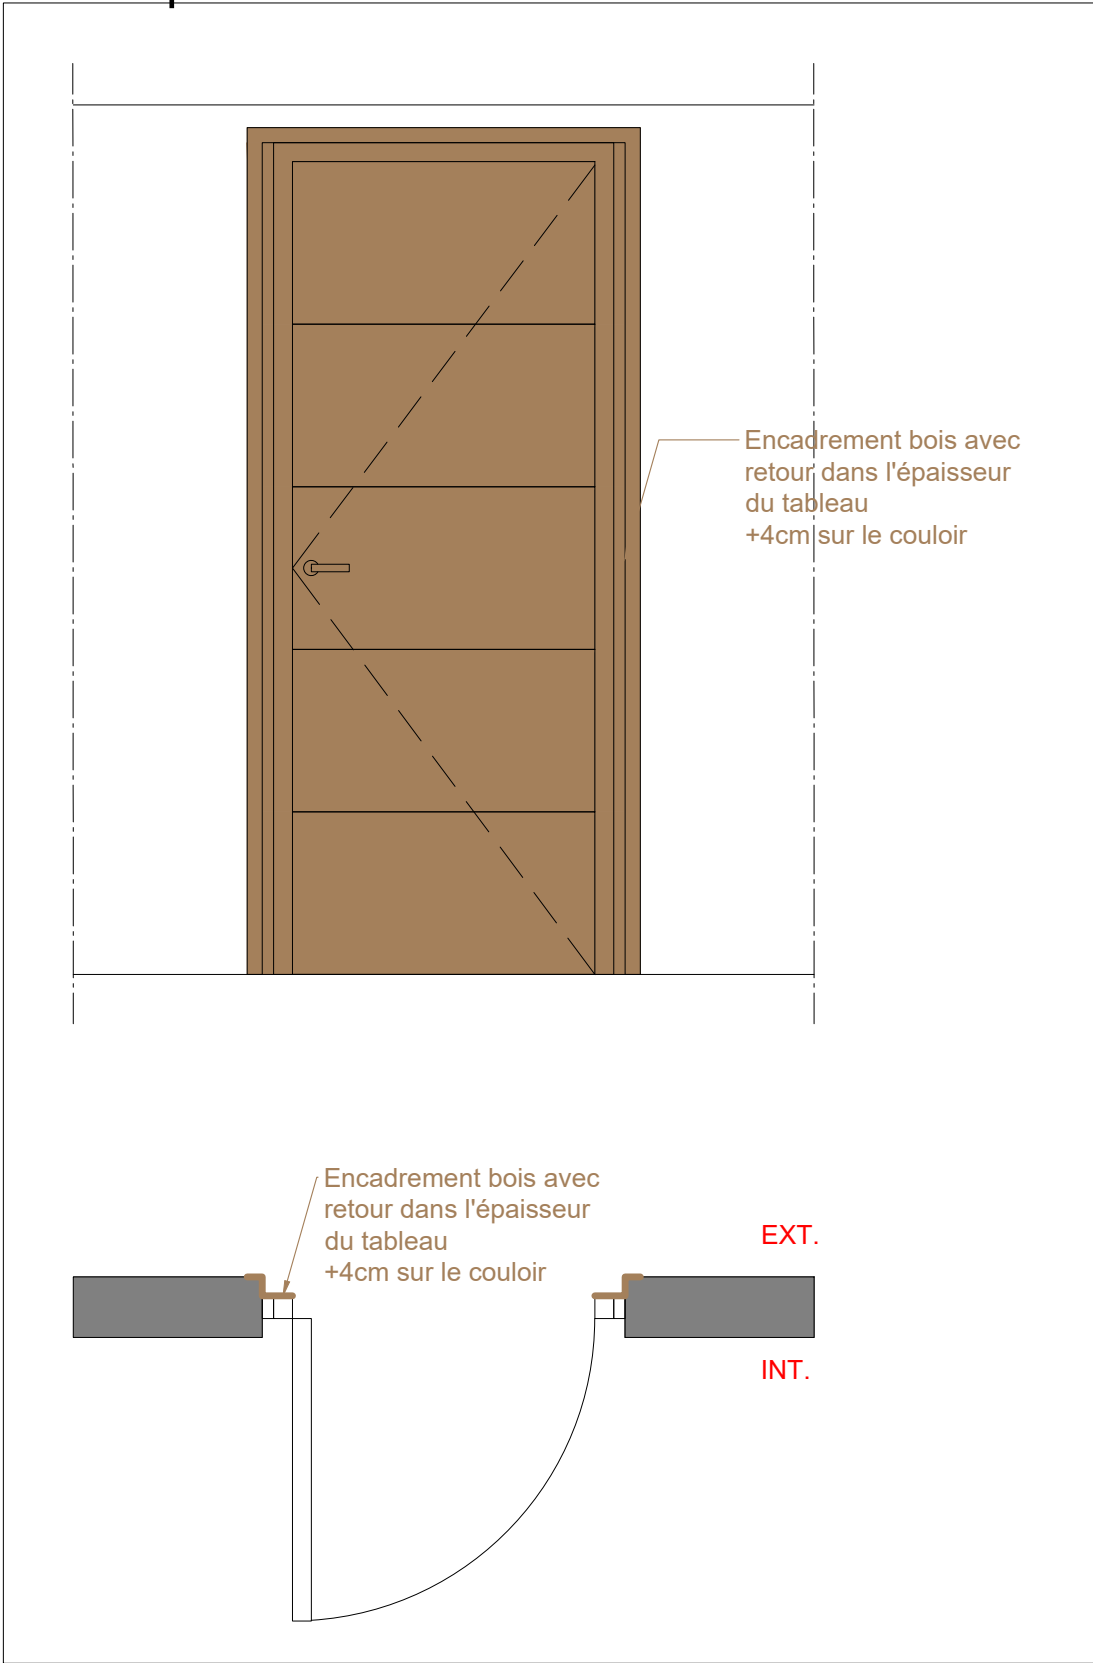 Encadrement bois avec
retour dans l'épaisseur
du tableau
+4cm sur le couloir
Encadrement bois avec
retour dans l'épaisseur
du tableau
+4cm sur le couloir
EXT.
INT.